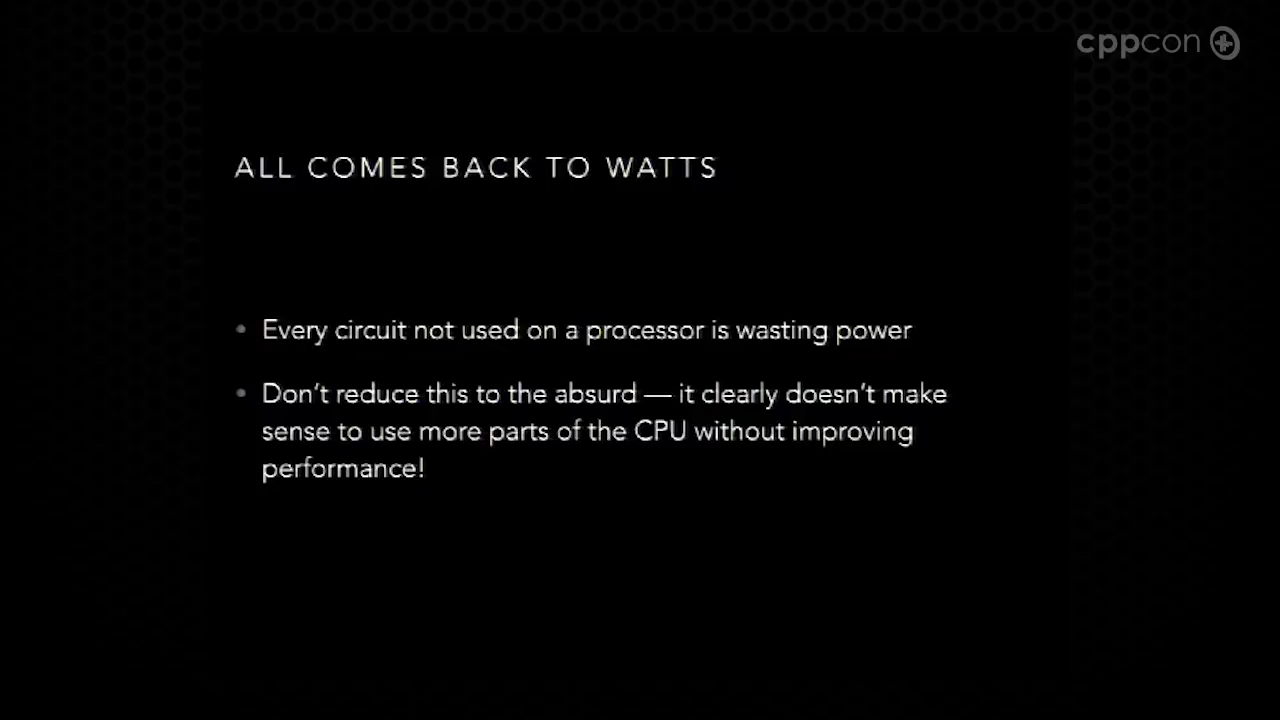 cppcon
ALL COMES BACK TO WATTS
• Every circuit not used on a processor is wasting power
• Don't reduce this to the absurd — it clearly doesn't make
sense to use more parts of the CPU without improving
performance!